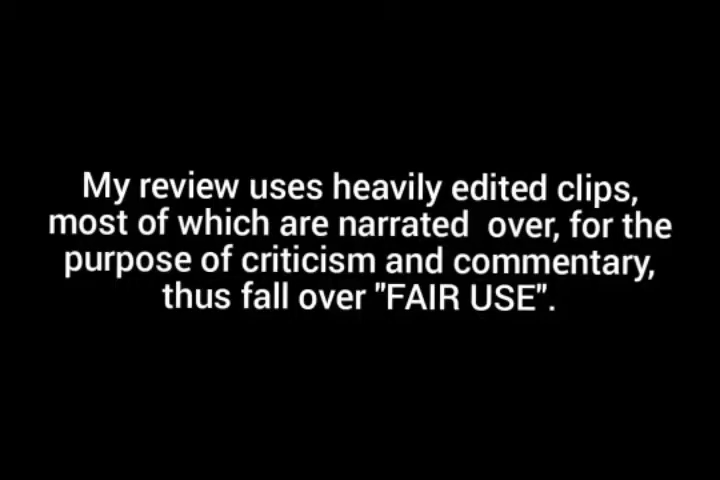 My review uses heavily edited clips,
most of which are narrated  over, for the
purpose of criticism and commentary,
thus fall over "FAIR USE".